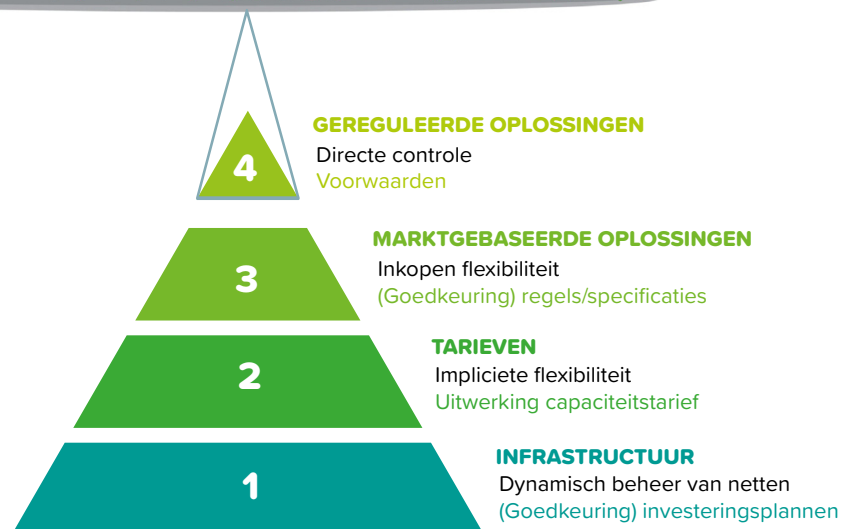 4
GEREGULEERDE OPLOSSINGEN
Directe controle
Voorwaarden
3
MARKTGEBASEERDE OPLOSSINGEN
Inkopen flexibiliteit
(Goedkeuring) regels/specificaties
2
TARIEVEN
Impliciete flexibiliteit
Uitwerking capaciteitstarief
1
INFRASTRUCTUUR
Dynamisch beheer van netten
(Goedkeuring) investeringsplannen